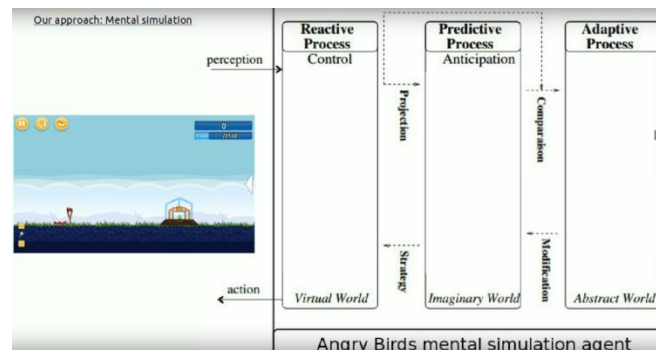 Our approach: Mental simulation
perception
action
0
Reactive
Process
Control
Virtual World
Projection
Strategy
Predictive
Process
Anticipation
Imaginary World
Comparaison
Modification
Adaptive
Process
Abstract World
Angry Birds mental simulation agent